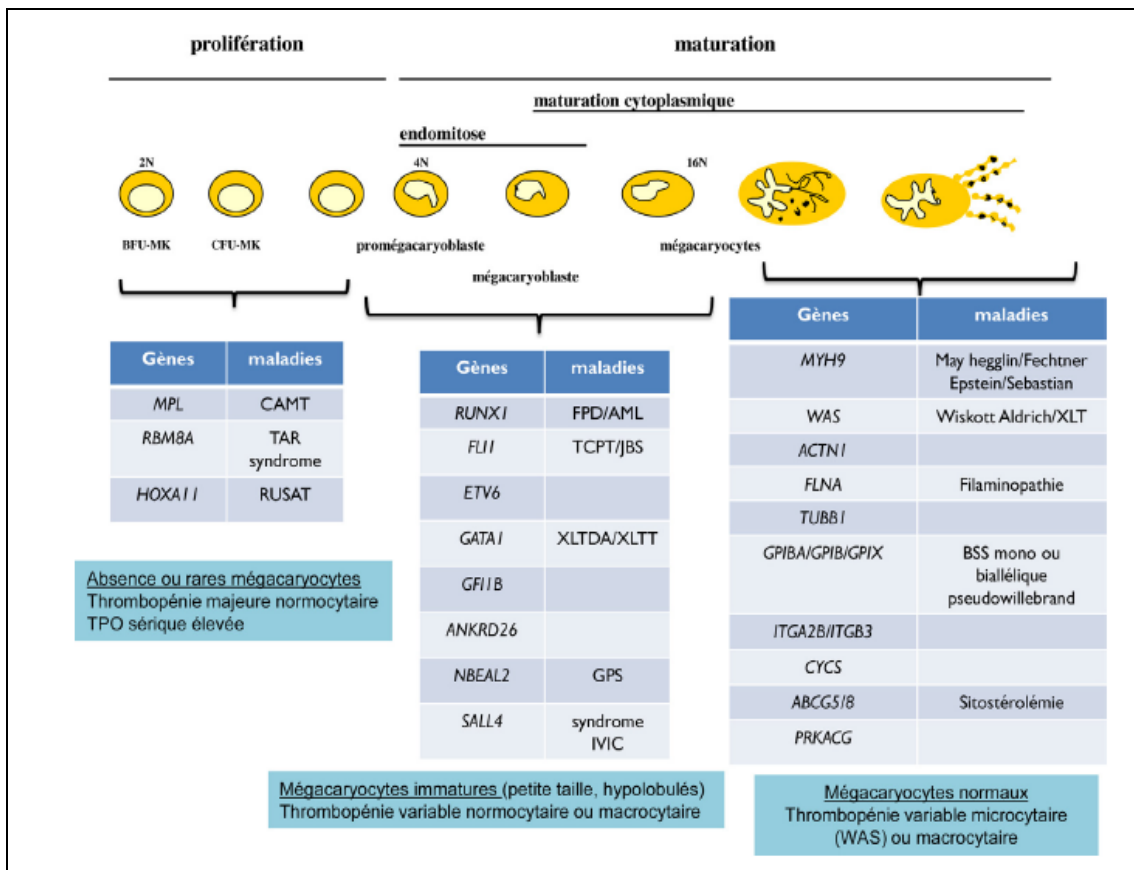 prolifération
maturation
maturation cytoplasmique
endomitose
2N
4N
16N
BFU-MK
CFU-MK
promégacaryoblaste
mégacaryoblaste
mégacaryocytes
Gènes maladies
MPL CAMT
RBM8A TAR
syndrome
HOXA11 RUSAT
Absence ou rares mégacaryocytes
Thrombopénie majeure normocytaire
TPO sérique élevée
Gènes maladies
RUNX1 FPD/AML
FLI1 TCPT/JBS
ETV6
GATA1 XLTDA/XLTT
GFI1B
ANKRD26
NBEAL2 GPS
SALL4 syndrome
IVIC
Mégacaryocytes immatures (petite taille, hypolobulés)
Thrombopénie variable normocytaire ou macrocytaire
Gènes maladies
MYH9 May hegglin/Fechtner
Epstein/Sebastian
WAS Wiskott Aldrich/XLT
ACTN1
FLNA Filaminopathie
TUBB1
GPIBA/GPIB/GPIX BSS mono ou
biallélique
pseudowillebrand
ITGA2B/ITGB3
CYCS
ABCG5/8 Sitostérolémie
PRKACG
Mégacaryocytes normaux
Thrombopénie variable microcytaire
(WAS) ou macrocytaire